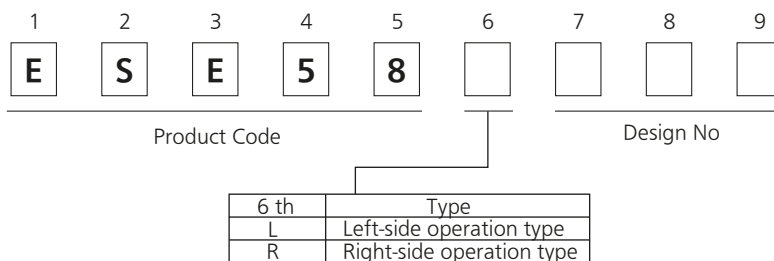 1 2 3 4 5 6 7 8 9
E S E 5 8
Product Code Design No
6 th Type
L Left-side operation type
R Right-side operation type